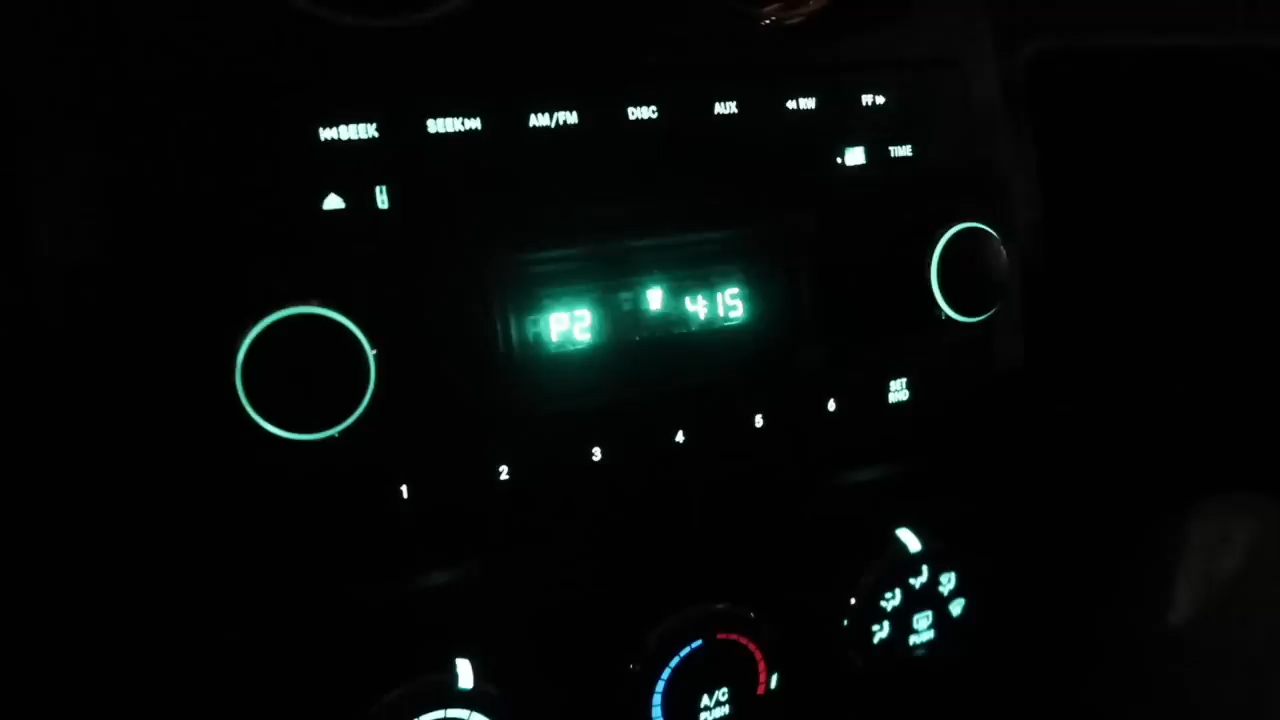 SEEK SEEK AM/FM DISC AUX RW FF
TIME
P2 4:15
SET
RND
1 2 3 4 5 6
PUSH
A/C
PUSH